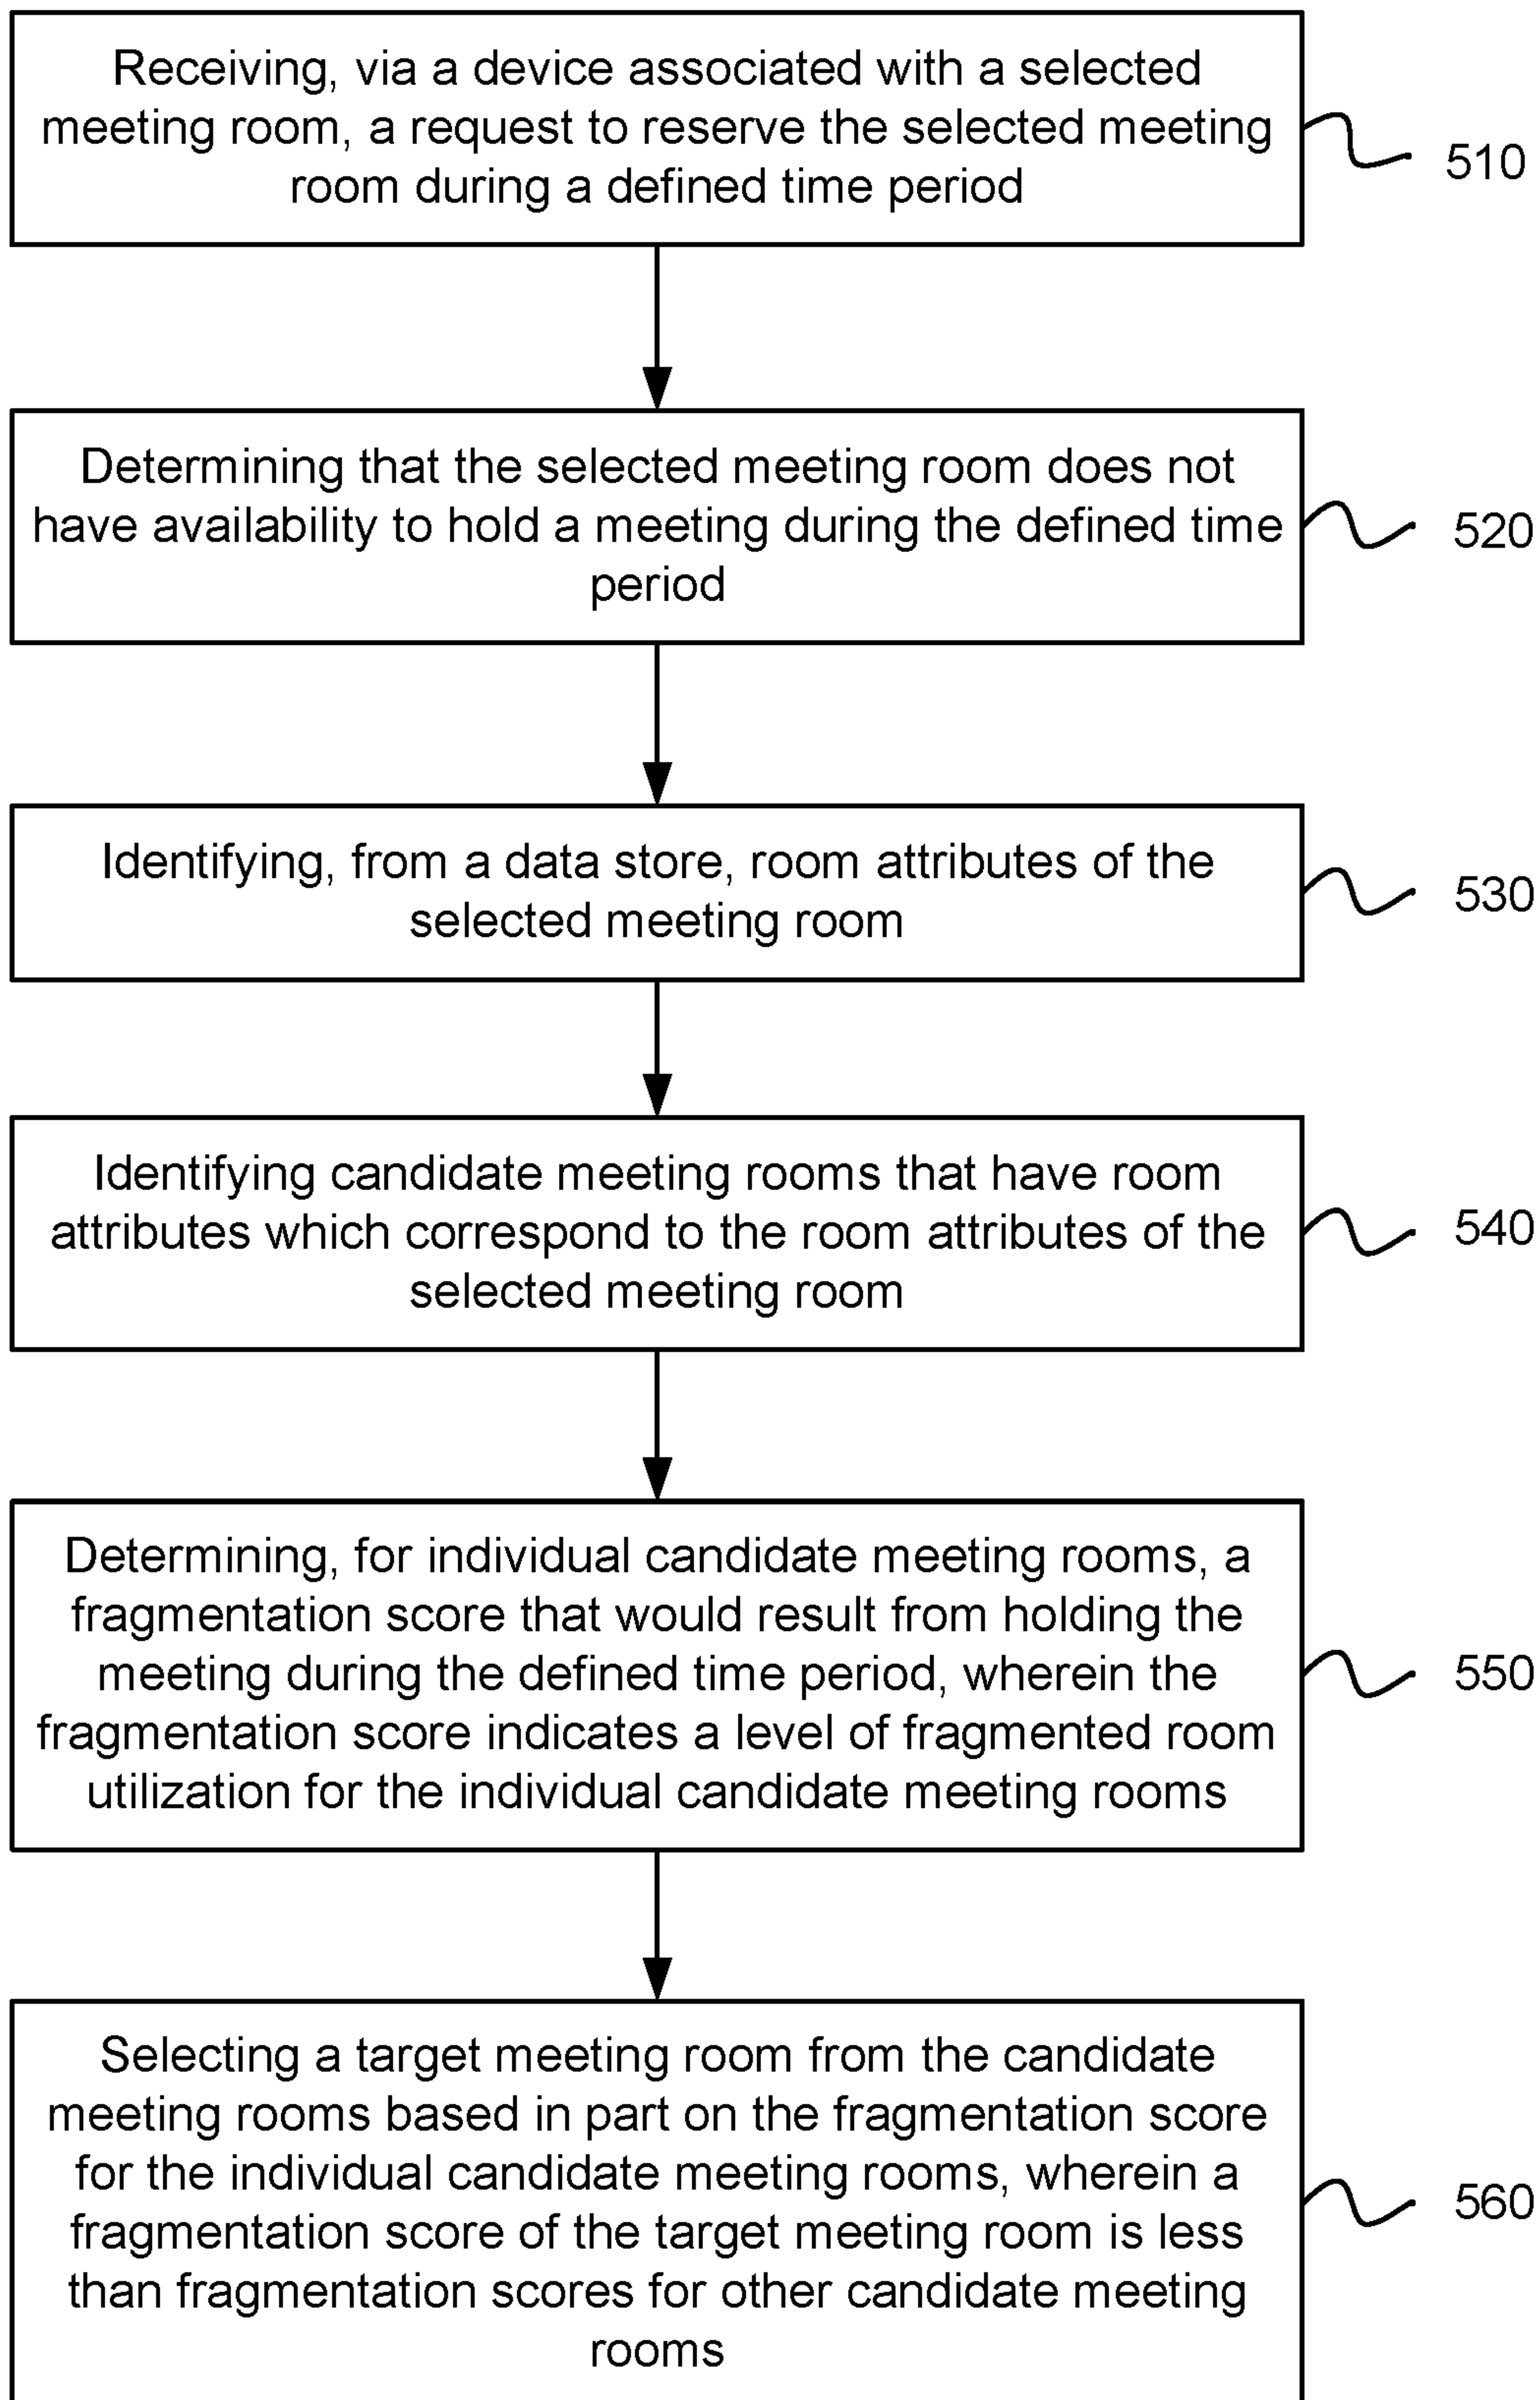 Receiving, via a device associated with a selected
meeting room, a request to reserve the selected meeting
room during a defined time period
510
Determining that the selected meeting room does not
have availability to hold a meeting during the defined time
period
520
Identifying, from a data store, room attributes of the
selected meeting room
530
Identifying candidate meeting rooms that have room
attributes which correspond to the room attributes of the
selected meeting room
540
Determining, for individual candidate meeting rooms, a
fragmentation score that would result from holding the
meeting during the defined time period, wherein the
fragmentation score indicates a level of fragmented room
utilization for the individual candidate meeting rooms
550
Selecting a target meeting room from the candidate
meeting rooms based in part on the fragmentation score
for the individual candidate meeting rooms, wherein a
fragmentation score of the target meeting room is less
than fragmentation scores for other candidate meeting
rooms
560